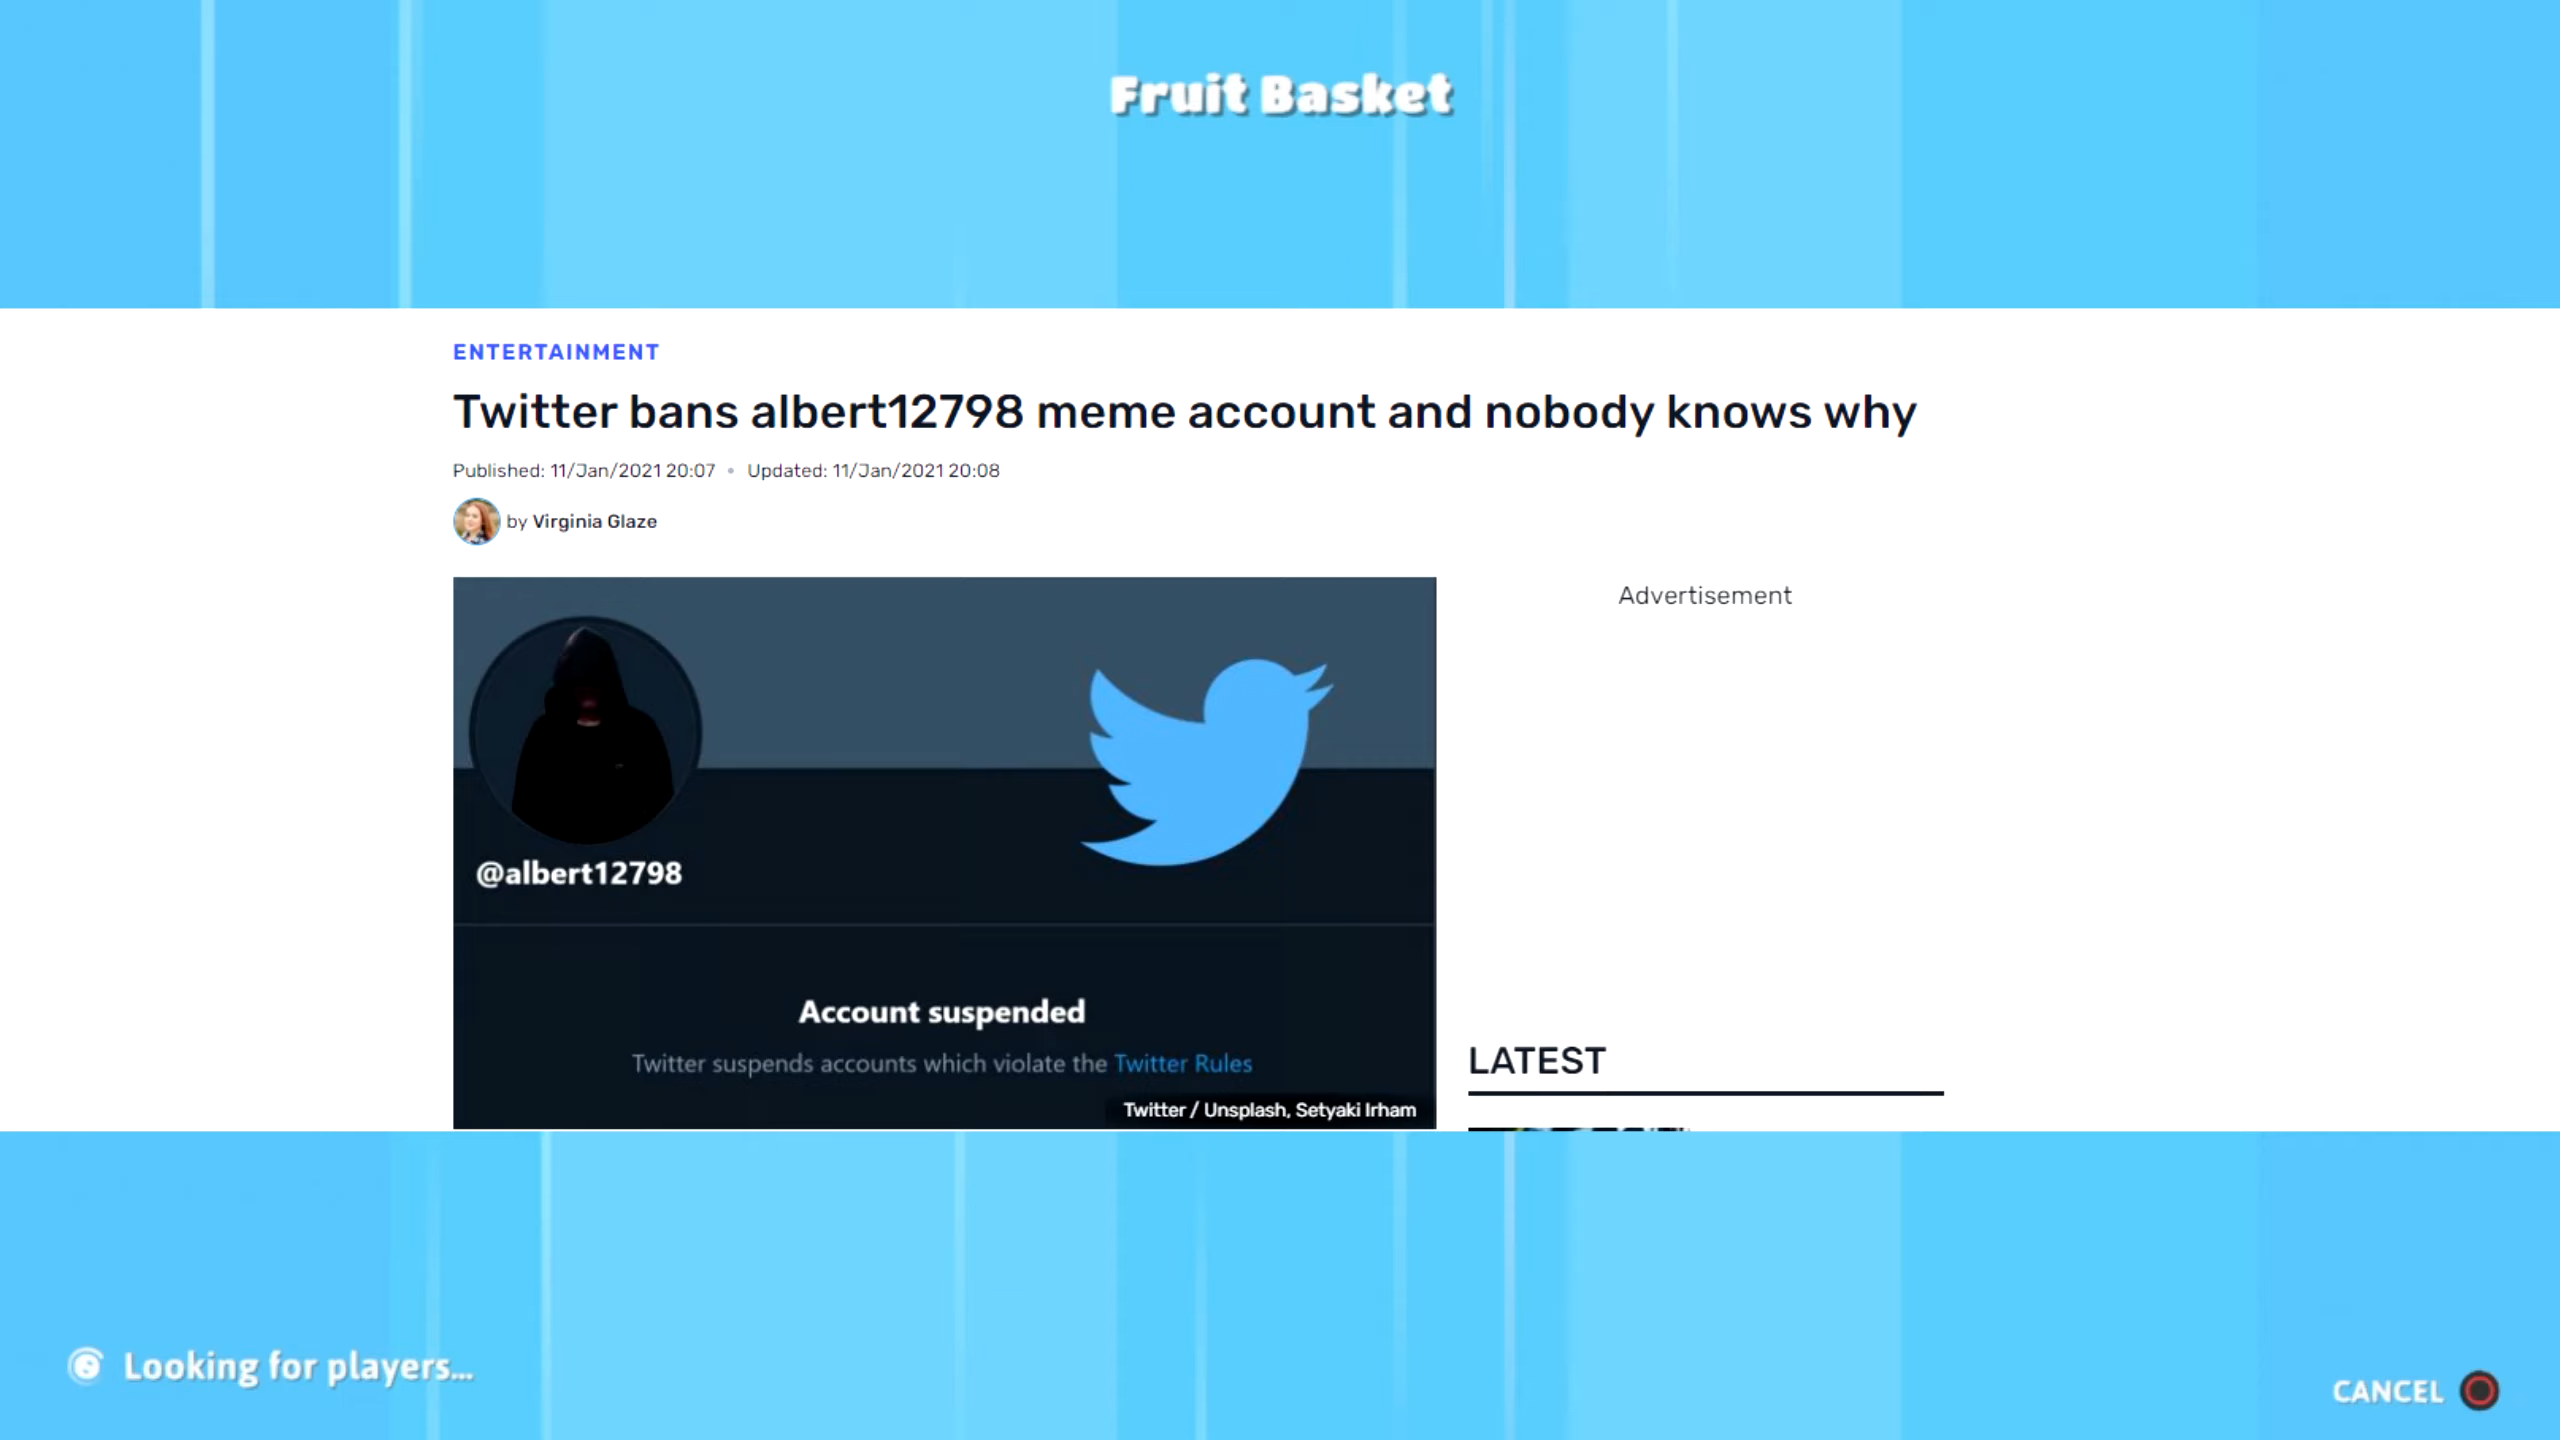 Fruit Basket
ENTERTAINMENT
Twitter bans albert12798 meme account and nobody knows why
Published: 11/Jan/2021 20:07 • Updated: 11/Jan/2021 20:08
by Virginia Glaze
Advertisement
@albert12798
Account suspended
Twitter suspends accounts which violate the Twitter Rules
Twitter / Unsplash, Setyaki Irham
LATEST
Looking for players...
CANCEL